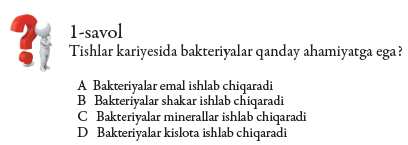 1-savol
Tishlar kariyesida bakteriyalar qanday ahamiyatga ega?
A Bakteriyalar emal ishlab chiqaradi
B Bakteriyalar shakar ishlab chiqaradi
C Bakteriyalar minerallar ishlab chiqaradi
D Bakteriyalar kislota ishlab chiqaradi